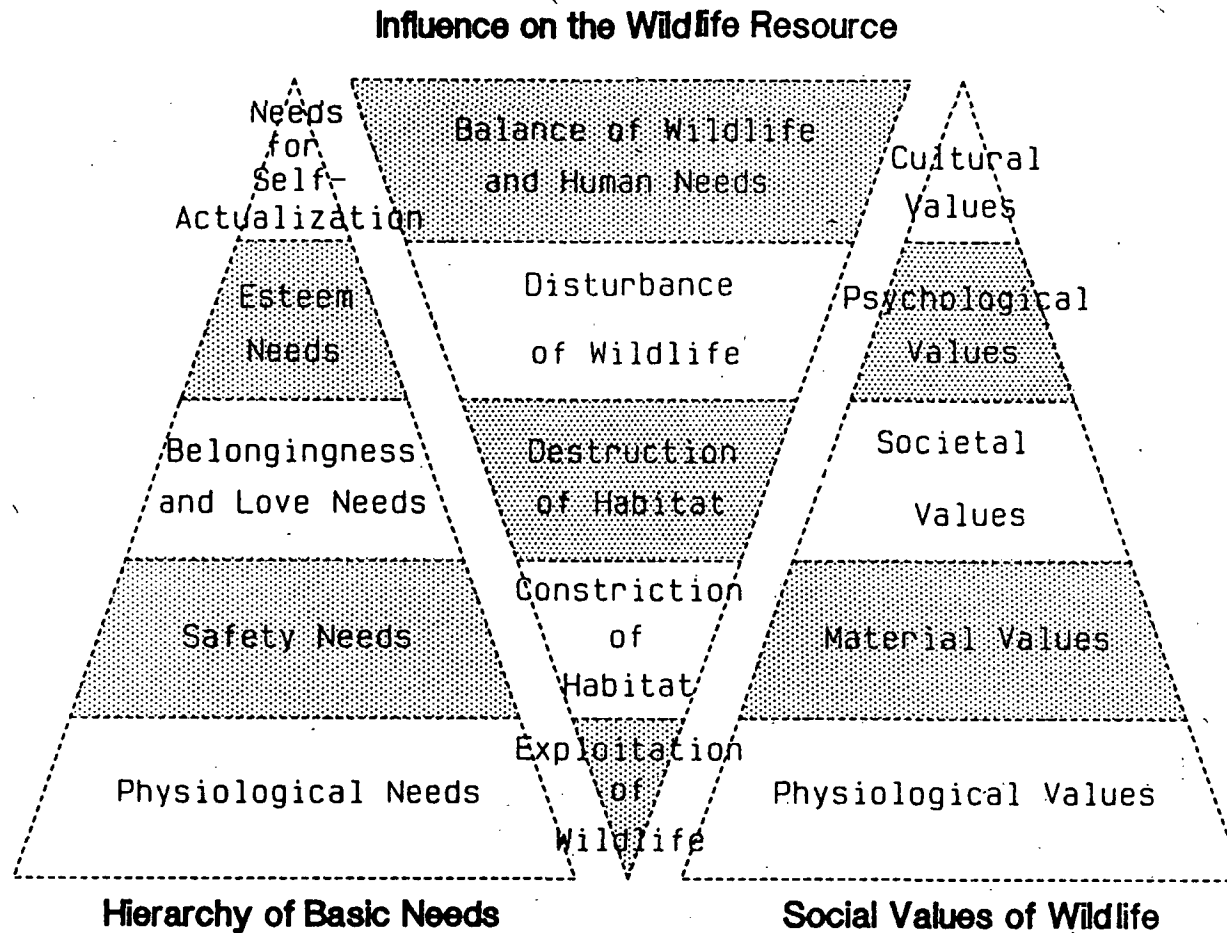 Influence on the Wildlife Resource
Needs
for
Self-
Actualization
Esteem
Needs
Belongingness
and Love Needs
Safety Needs
Physiological Needs
Hierarchy of Basic Needs
Balance of Wildlife
and Human Needs
Disturbance
of Wildlife
Destruction
of Habitat
Constriction
of
Habitat
Exploitation
of
Wildlife
Cultural
Values
Psychological
Values
Societal
Values
Material Values
Physiological Values
Social Values of Wildlife